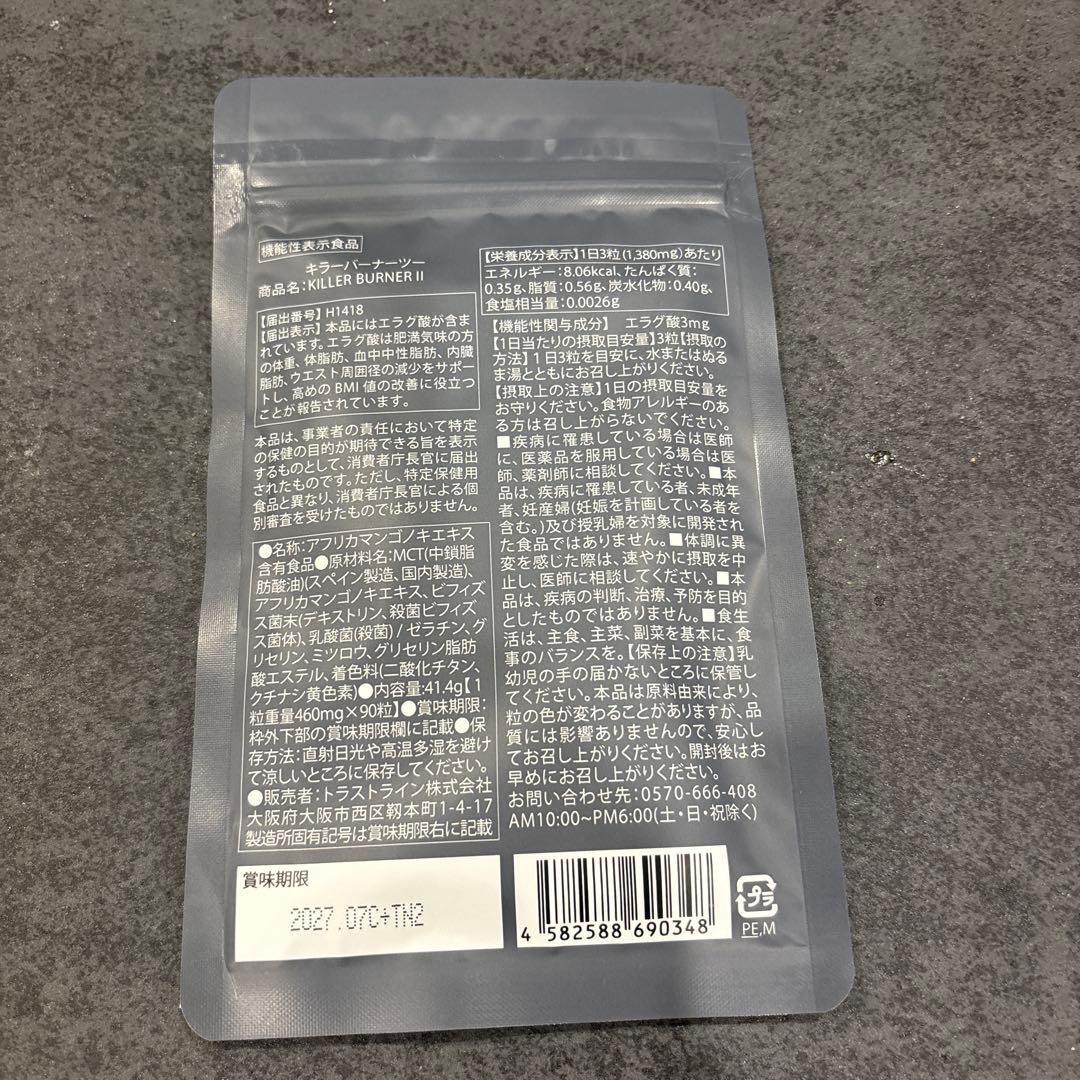 機能性表示食品
キラーバーナーツー
商品名：KILLER BURNER II
【届出番号】H1418
【届出表示】本品にはエラグ酸が含ま
れています。エラグ酸は肥満気味の方
の体重、体脂肪、血中中性脂肪、内臓
脂肪、ウエスト周囲径の減少をサポー
トし、高めの BMI 値の改善に役立つ
ことが報告されています。
本品は、事業者の責任において特定
の保健の目的が期待できる旨を表示
するものとして、消費者庁長官に届出
されたものです。ただし、特定保健用
食品と異なり、消費者庁長官による個
別審査を受けたものではありません。
●名称：アフリカマンゴノキエキス
含有食品●原材料名：MCT(中鎖脂
肪酸油)(スペイン製造、国内製造)、
アフリカマンゴノキエキス、ビフィズ
ス菌末(デキストリン、殺菌ビフィズ
ス菌体)、乳酸菌(殺菌) / ゼラチン、グ
リセリン、ミツロウ、グリセリン脂肪
酸エステル、着色料(二酸化チタン、
クチナシ黄色素)●内容量：41.4g【1
粒重量460mg×90粒】●賞味期限：
枠外下部の賞味期限欄に記載●保
存方法：直射日光や高温多湿を避け
て涼しいところに保存してください。
●販売者：トラストライン株式会社
大阪府大阪市西区靱本町1-4-17
製造所固有記号は賞味期限右に記載
【栄養成分表示】1日3粒(1,380mg)あたり
エネルギー：8.06kcal、たんぱく質：
0.35g、脂質：0.56g、炭水化物：0.40g、
食塩相当量：0.0026g
【機能性関与成分】 エラグ酸3mg
【1日当たりの摂取目安量】3粒【摂取の
方法】1日3粒を目安に、水またはぬる
ま湯とともにお召し上がりください。
【摂取上の注意】1日の摂取目安量を
お守りください。食物アレルギーのあ
る方は召し上がらないでください。
■疾病に罹患している場合は医師
に、医薬品を服用している場合は医
師、薬剤師に相談してください。■本
品は、疾病に罹患している者、未成年
者、妊産婦(妊娠を計画している者を
含む。)及び授乳婦を対象に開発され
た食品ではありません。■体調に異
変を感じた際は、速やかに摂取を中
止し、医師に相談してください。■本
品は、疾病の判断、治療、予防を目的
としたものではありません。■食生
活は、主食、主菜、副菜を基本に、食
事のバランスを。【保存上の注意】乳
幼児の手の届かないところに保管し
てください。本品は原料由来により、
粒の色が変わることがありますが、品
質には影響ありませんので、安心し
てお召し上がりください。開封後はお
早めにお召し上がりください。
お問い合わせ先：0570-666-408
AM10:00~PM6:00(土・日・祝除く)
賞味期限
2027.07C+TN2
4 582588 690348
プラ
PE,M